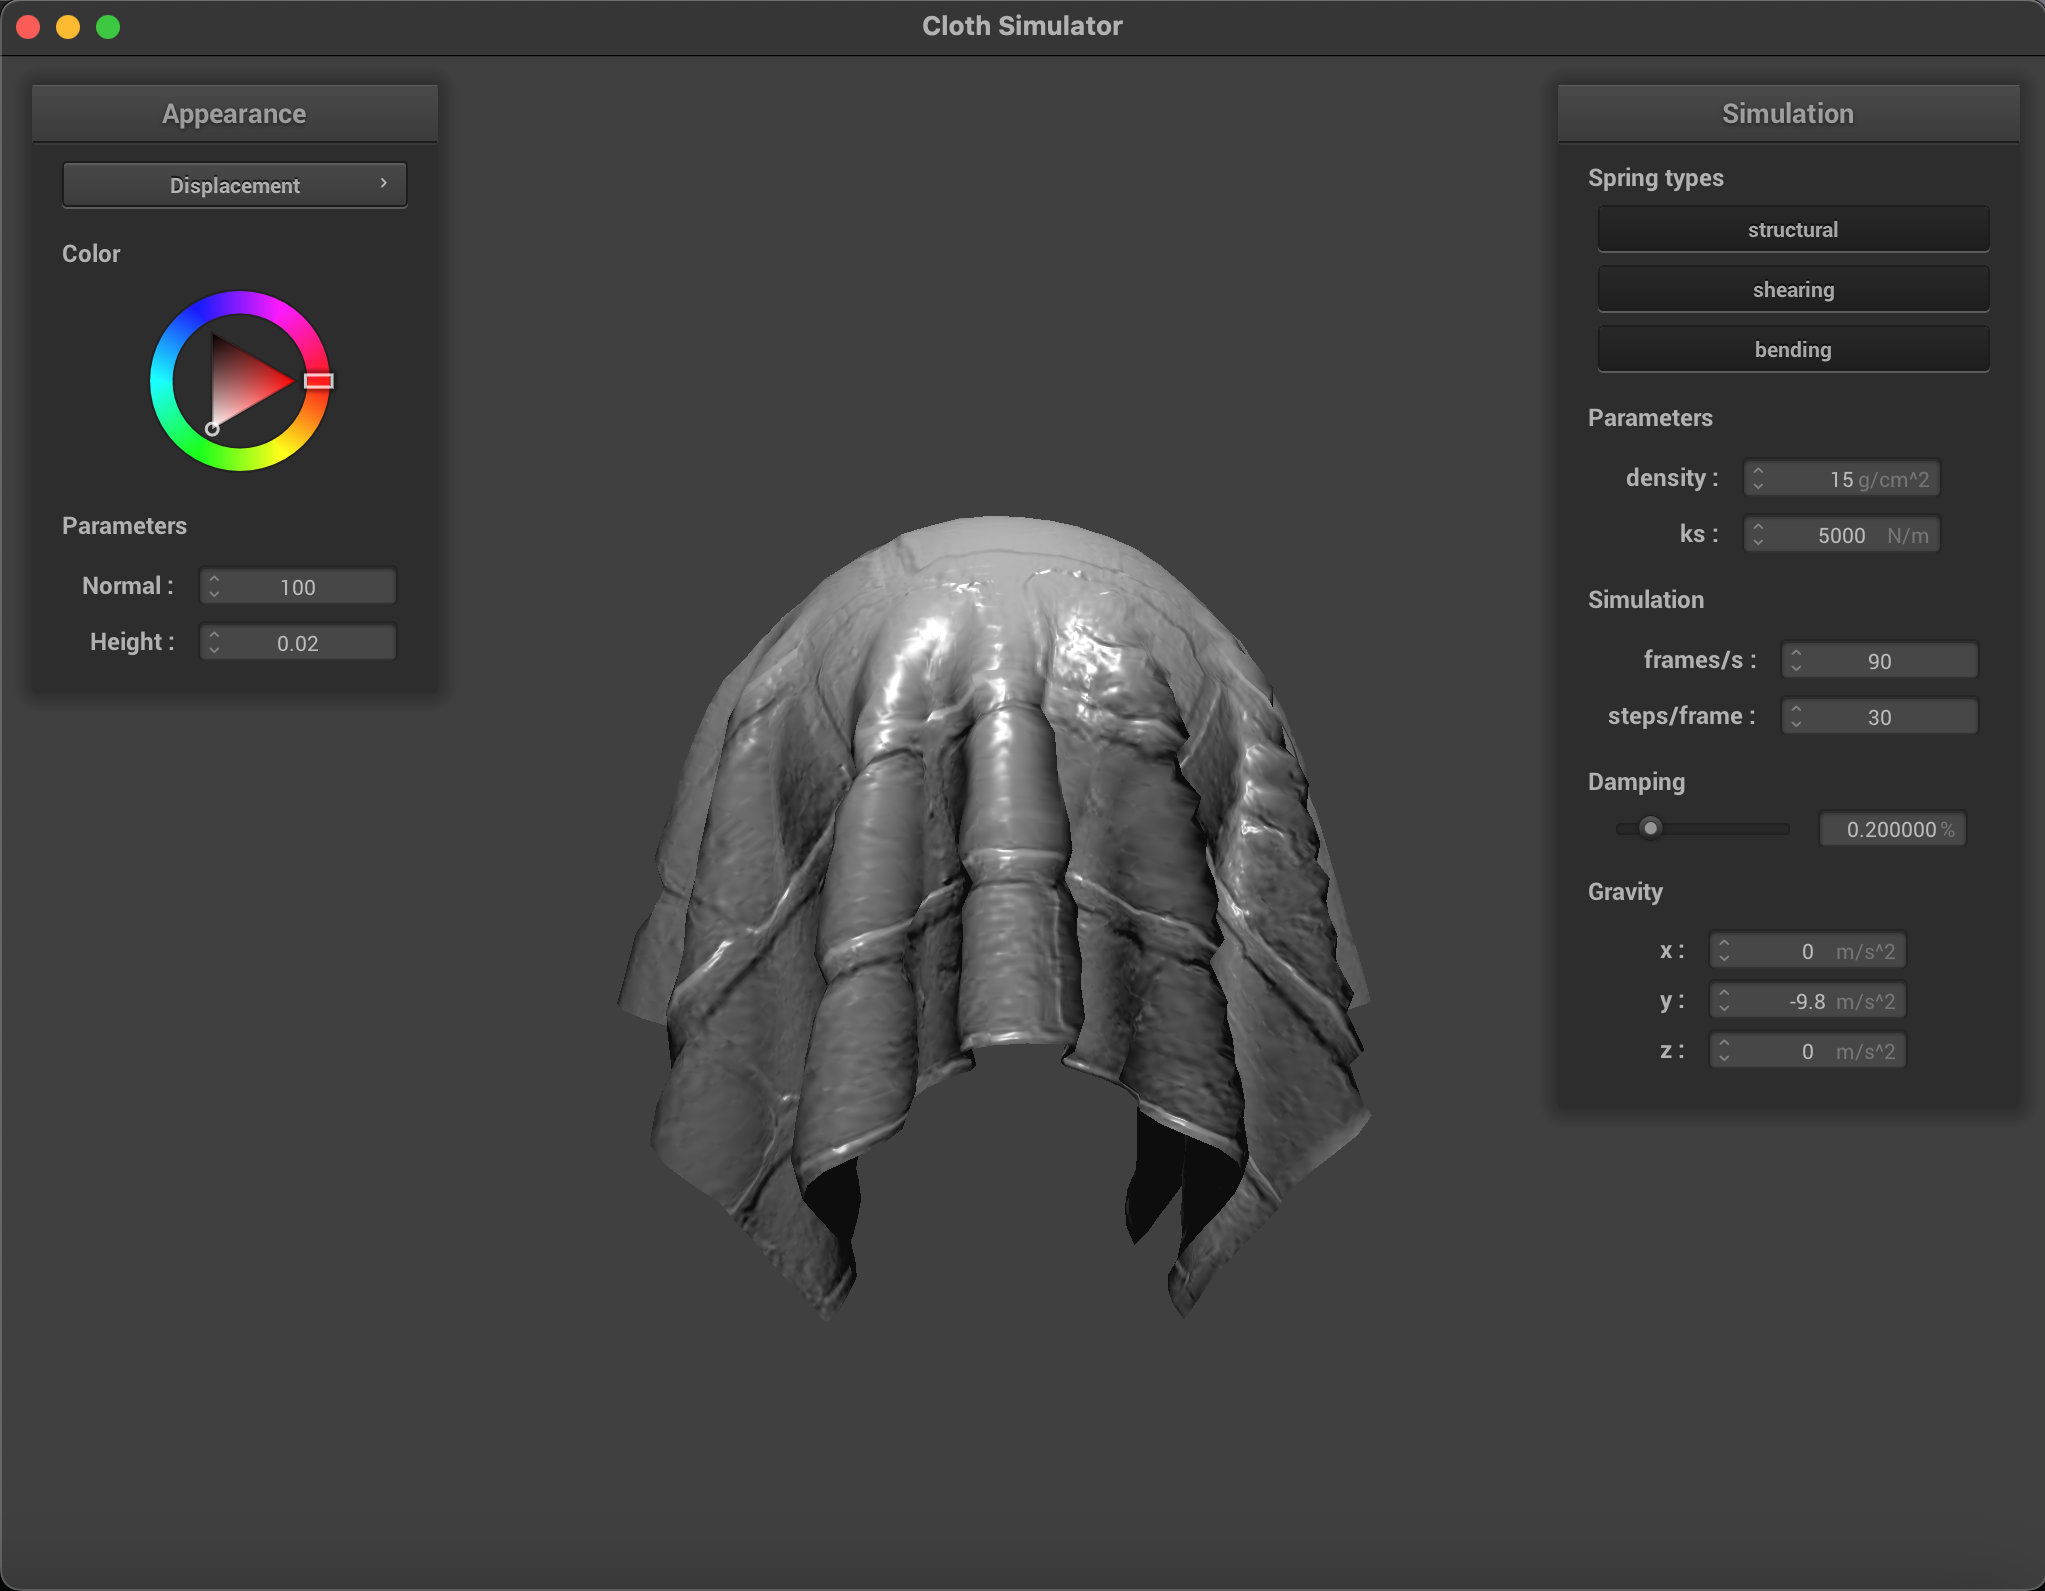 Cloth Simulator
Appearance
Displacement
Color
Parameters
Normal : 100
Height : 0.02
Simulation
Spring types
structural
shearing
bending
Parameters
density : 15 g/cm^2
ks : 5000 N/m
Simulation
frames/s : 90
steps/frame : 30
Damping
0.200000 %
Gravity
x : 0 m/s^2
y : -9.8 m/s^2
z : 0 m/s^2